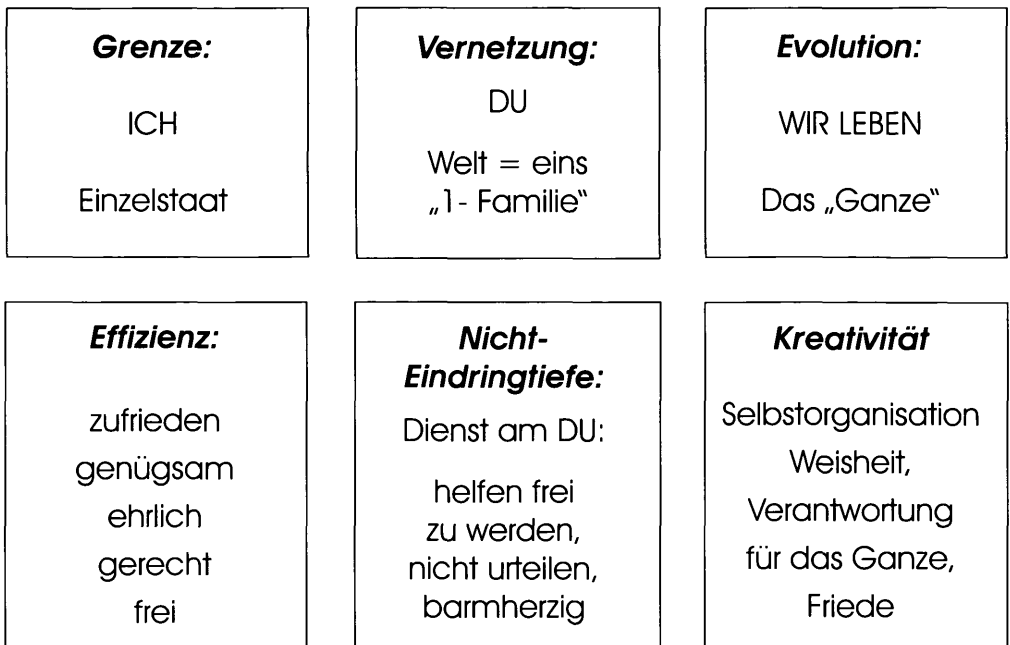 Grenze:
ICH
Einzelstaat
Vernetzung:
DU
Welt = eins
„1- Familie“
Evolution:
WIR LEBEN
Das „Ganze“
Effizienz:
zufrieden
genügsam
ehrlich
gerecht
frei
Nicht-
Eindringtiefe:
Dienst am DU:
helfen frei
zu werden,
nicht urteilen,
barmherzig
Kreativität
Selbstorganisation
Weisheit,
Verantwortung
für das Ganze,
Friede